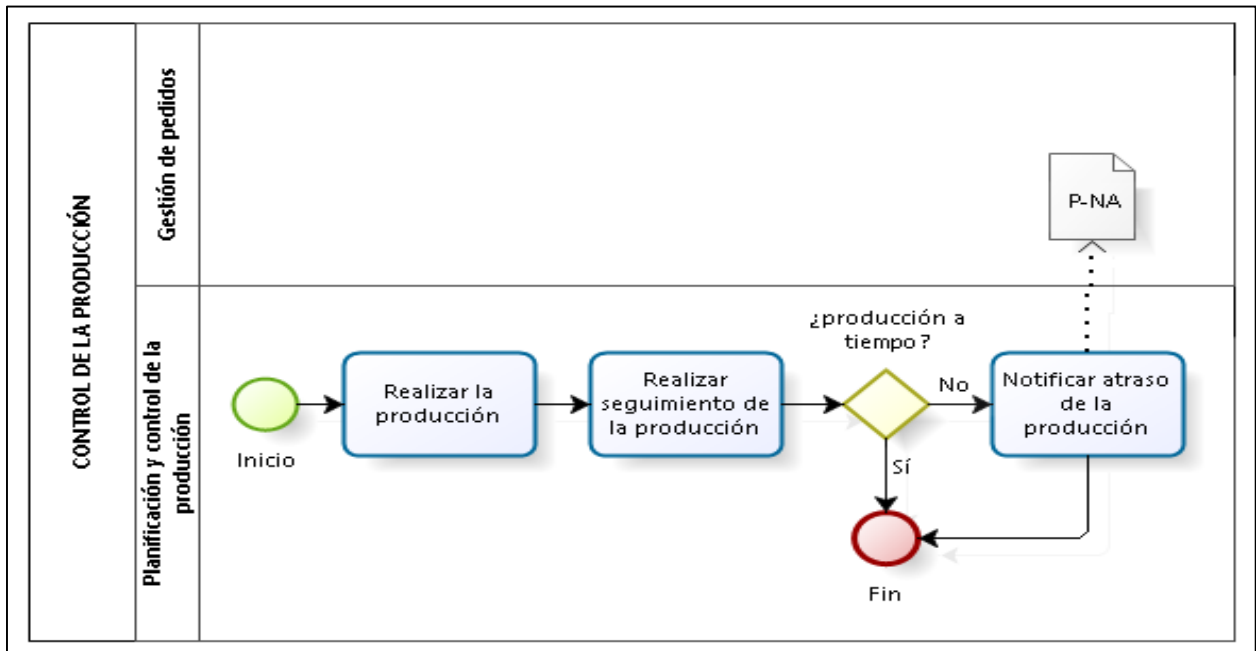 CONTROL DE LA PRODUCCIÓN
Gestión de pedidos
P-NA
Planificación y control de la
producción
Inicio
Realizar la
producción
Realizar
seguimiento de
la producción
¿producción a
tiempo?
No
Sí
Notificar atraso
de la
producción
Fin